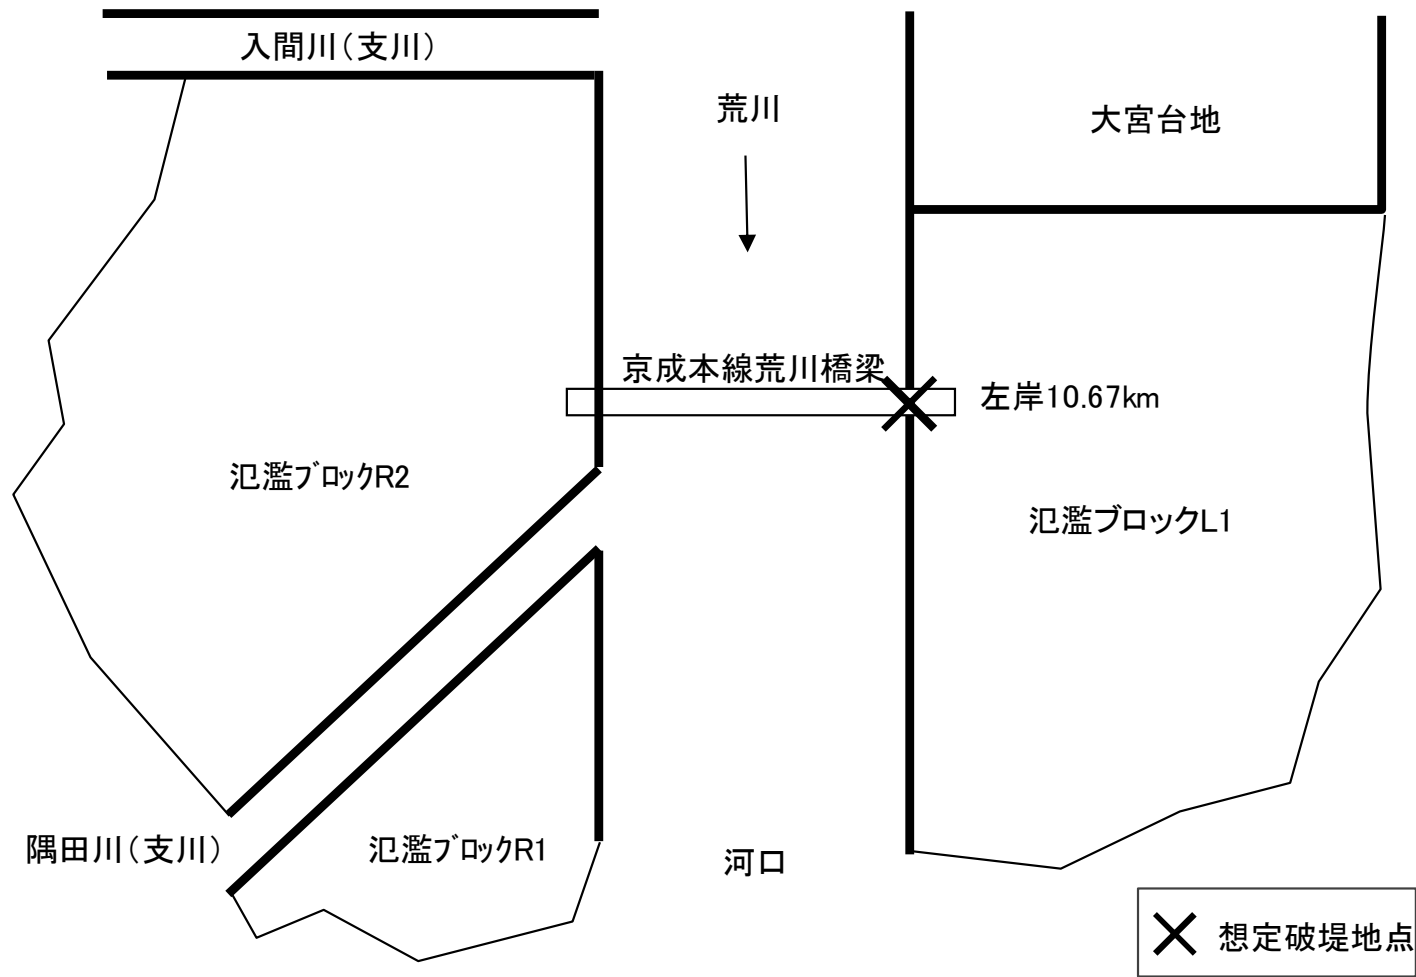 入間川（支川）
荒川
大宮台地
京成本線荒川橋梁
左岸10.67km
氾濫ﾌﾞﾛｯｸR2
氾濫ブロックL1
隅田川（支川）
氾濫ﾌﾞﾛｯｸR1
河口
想定破堤地点